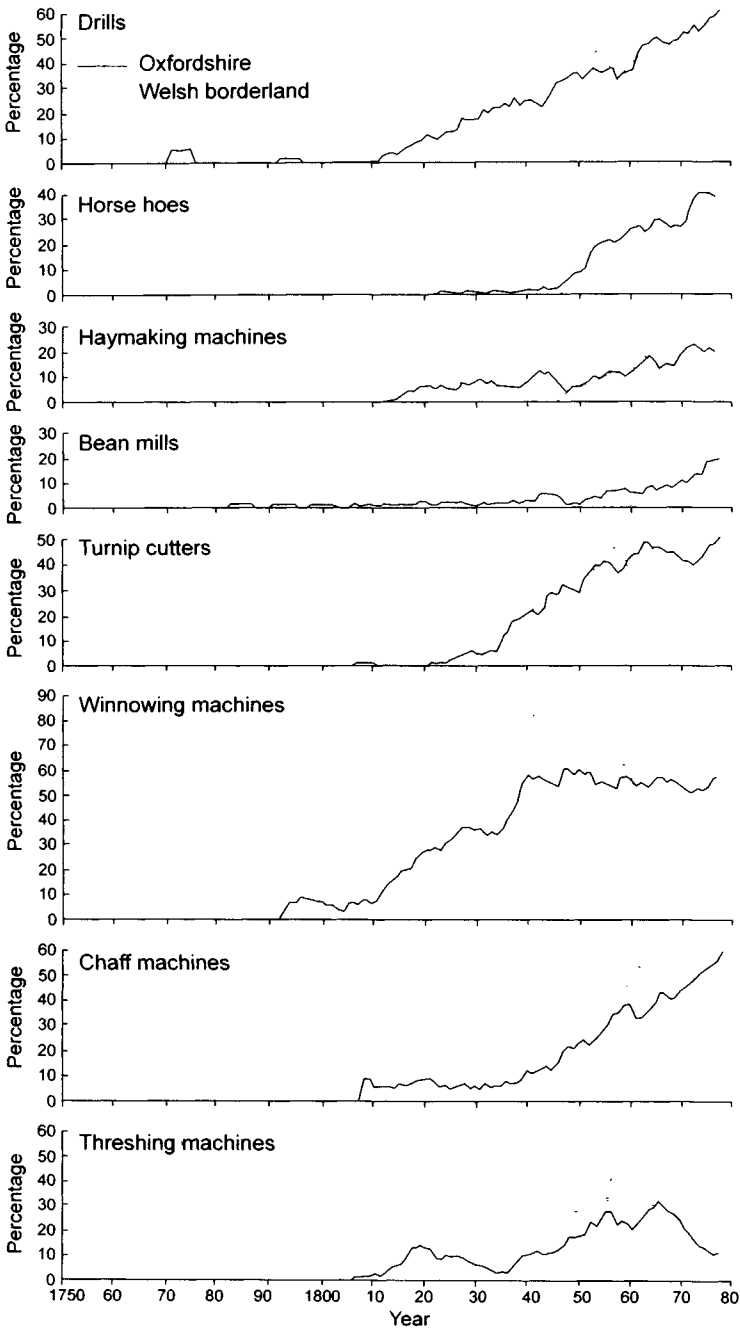 Drills
Oxfordshire
Welsh borderland
Percentage
60
50
40
30
20
10
0
Horse hoes
Percentage
40
30
20
10
0
Haymaking machines
Percentage
30
20
10
0
Bean mills
Percentage
30
20
10
0
Turnip cutters
Percentage
50
40
30
20
10
0
Winnowing machines
Percentage
90
80
70
60
50
40
30
20
10
0
Chaff machines
Percentage
60
50
40
30
20
10
0
Threshing machines
Percentage
60
50
40
30
20
10
0
1750 60 70 80 90 1800 10 20 30 40 50 60 70 80
Year